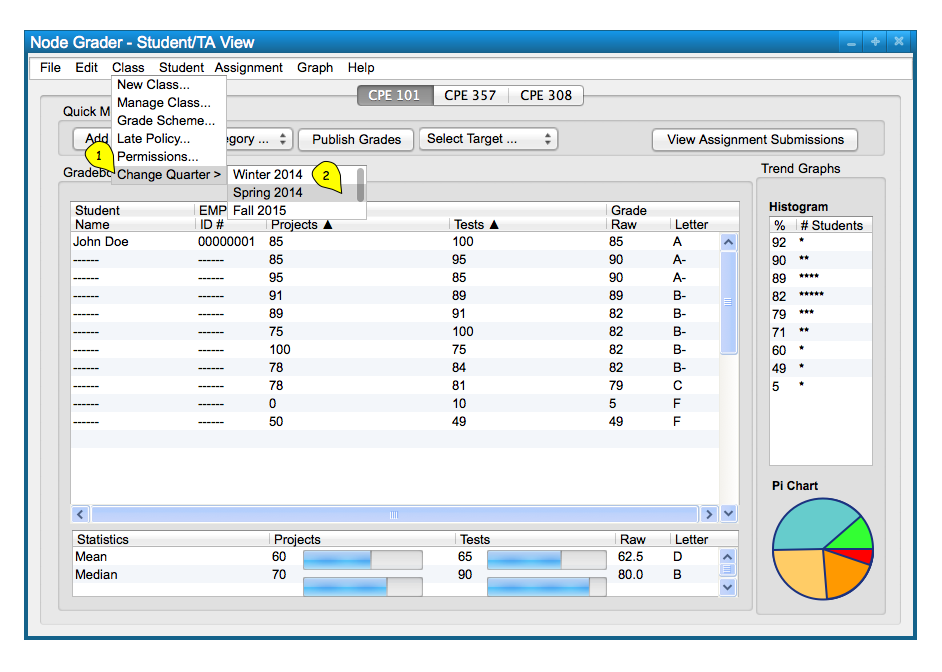 Node Grader - Student/TA View
File Edit Class Student Assignment Graph Help
New Class...
Manage Class...
Grade Scheme...
Late Policy...
Permissions...
Change Quarter >
1
Winter 2014
Spring 2014
Fall 2015
2
CPE 101 CPE 357 CPE 308
Quick M
Add egory ... Publish Grades Select Target ... View Assignment Submissions
Gradebo
Student Name EMP ID # Projects ▲ Tests ▲ Grade Raw Letter
John Doe 00000001 85 100 85 A
------ ------ 85 95 90 A-
------ ------ 95 85 90 A-
------ ------ 91 89 89 B-
------ ------ 89 91 82 B-
------ ------ 75 100 82 B-
------ ------ 100 75 82 B-
------ ------ 78 84 82 B-
------ ------ 78 81 79 C
------ ------ 0 10 5 F
------ ------ 50 49 49 F
Statistics Projects Tests Raw Letter
Mean 60 65 62.5 D
Median 70 90 80.0 B
Trend Graphs
Histogram
% # Students
92 *
90 **
89 ****
82 *****
79 ***
71 **
60 *
49 *
5 *
Pi Chart